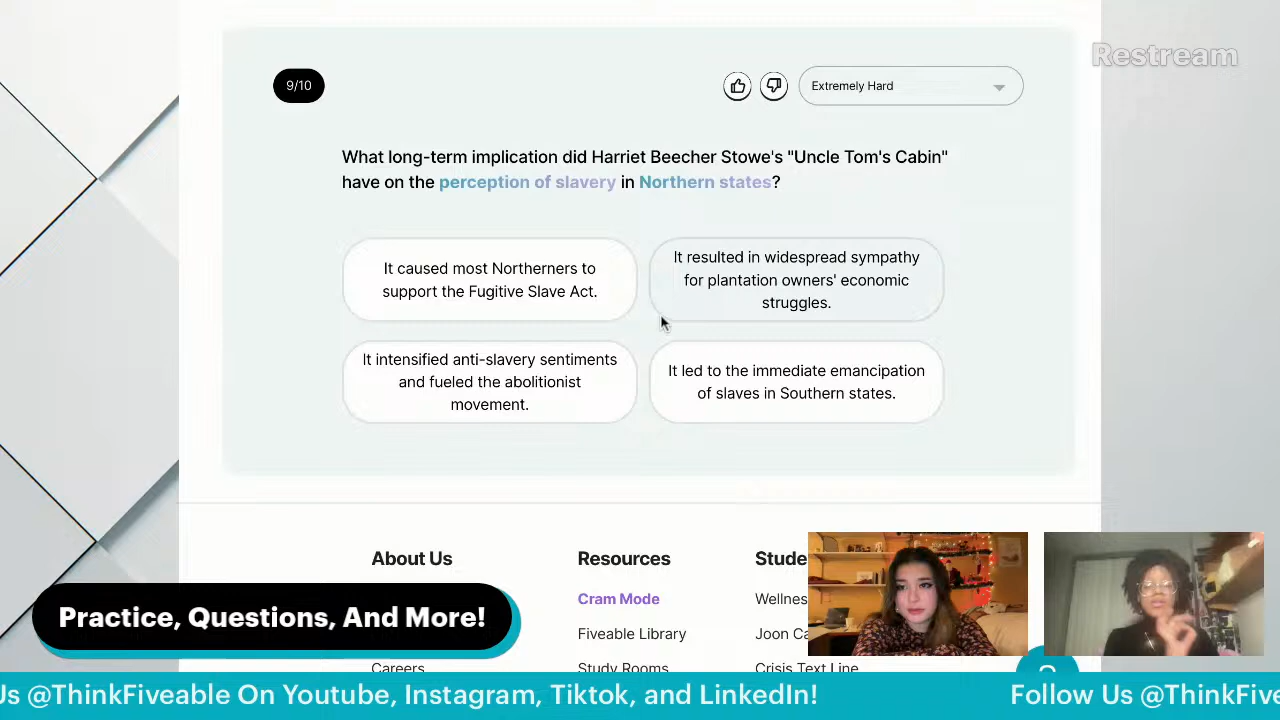 Restream
9/10
Extremely Hard
What long-term implication did Harriet Beecher Stowe's "Uncle Tom's Cabin"
have on the perception of slavery in Northern states?
It caused most Northerners to
support the Fugitive Slave Act.
It resulted in widespread sympathy
for plantation owners' economic
struggles.
It intensified anti-slavery sentiments
and fueled the abolitionist
movement.
It led to the immediate emancipation
of slaves in Southern states.
About Us
Resources
Stude
Cram Mode
Wellnes
Fiveable Library
Joon Ca
Careers
Study Rooms
Crisis Text Line
Practice, Questions, And More!
Us @ThinkFiveable On Youtube, Instagram, Tiktok, and LinkedIn!
Follow Us @ThinkFive